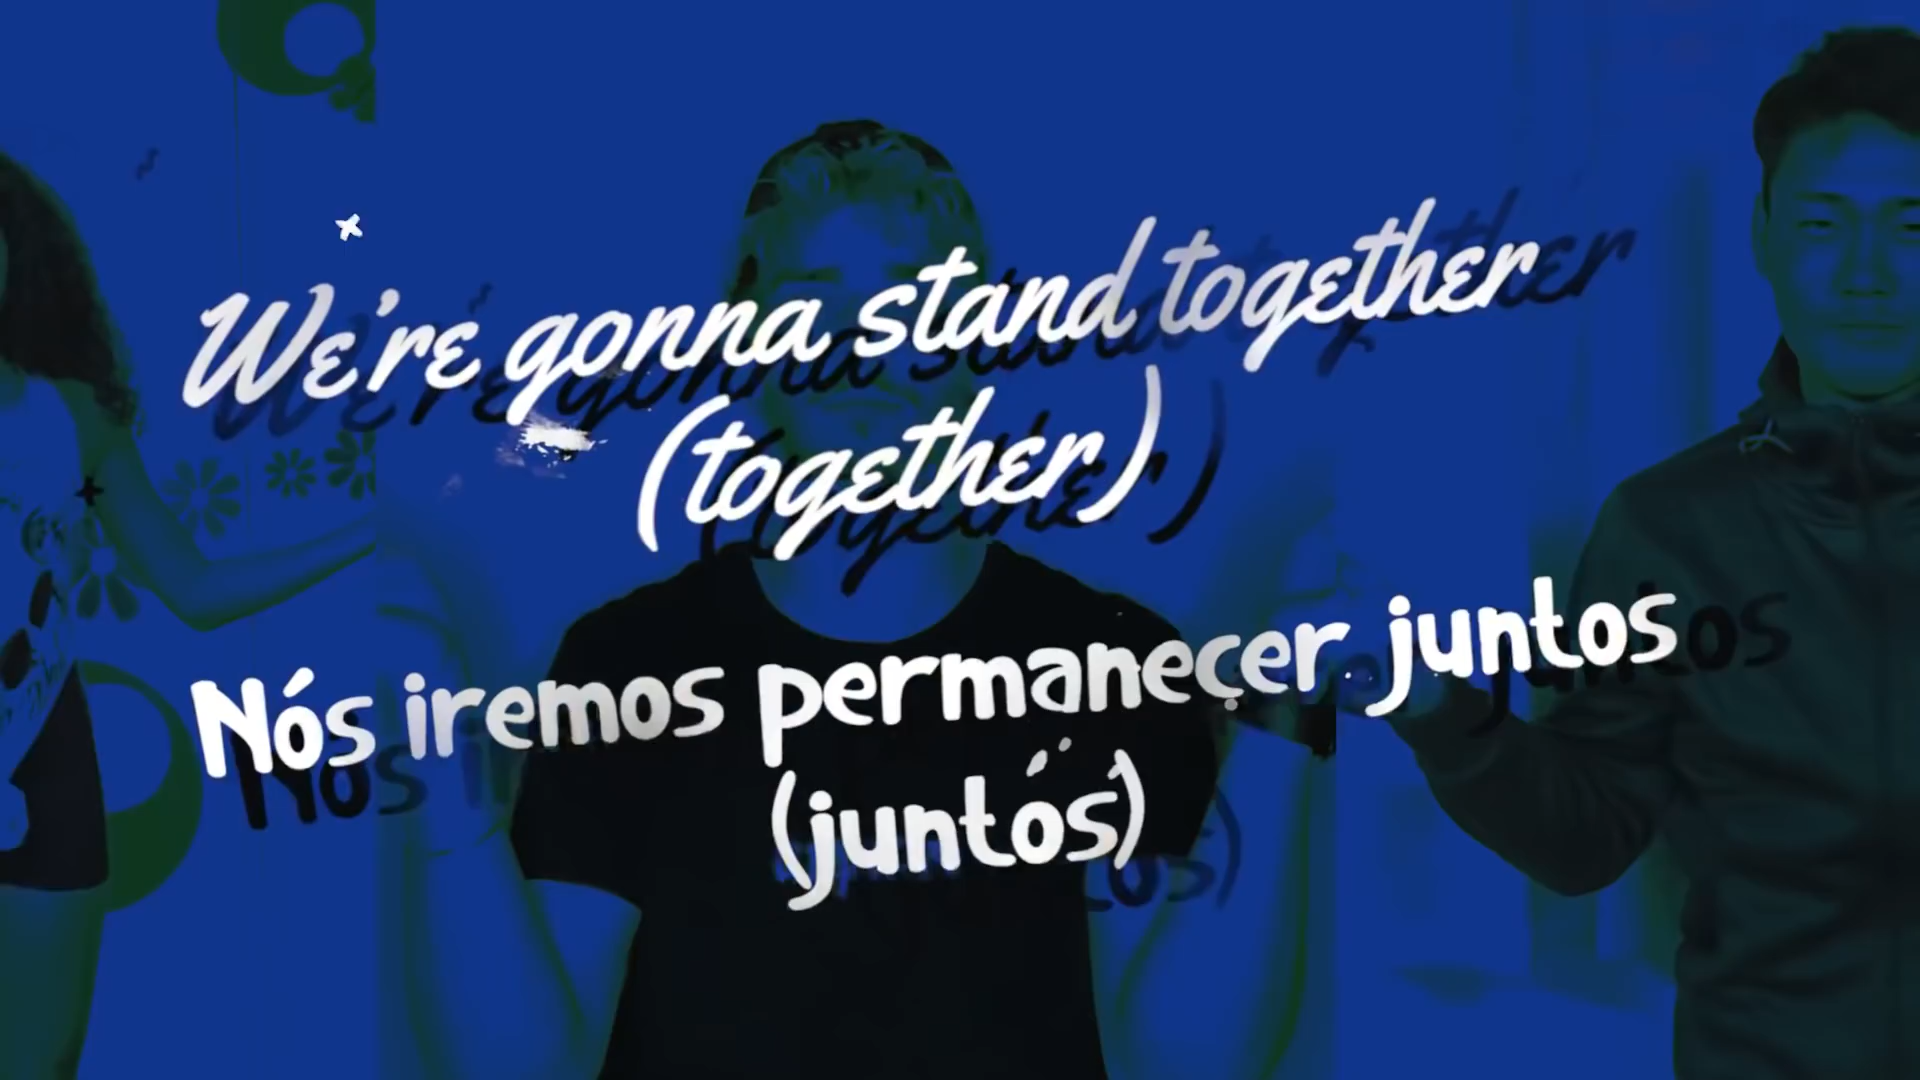 We're gonna stand together
(together)
Nós iremos permanecer juntos
(juntos)